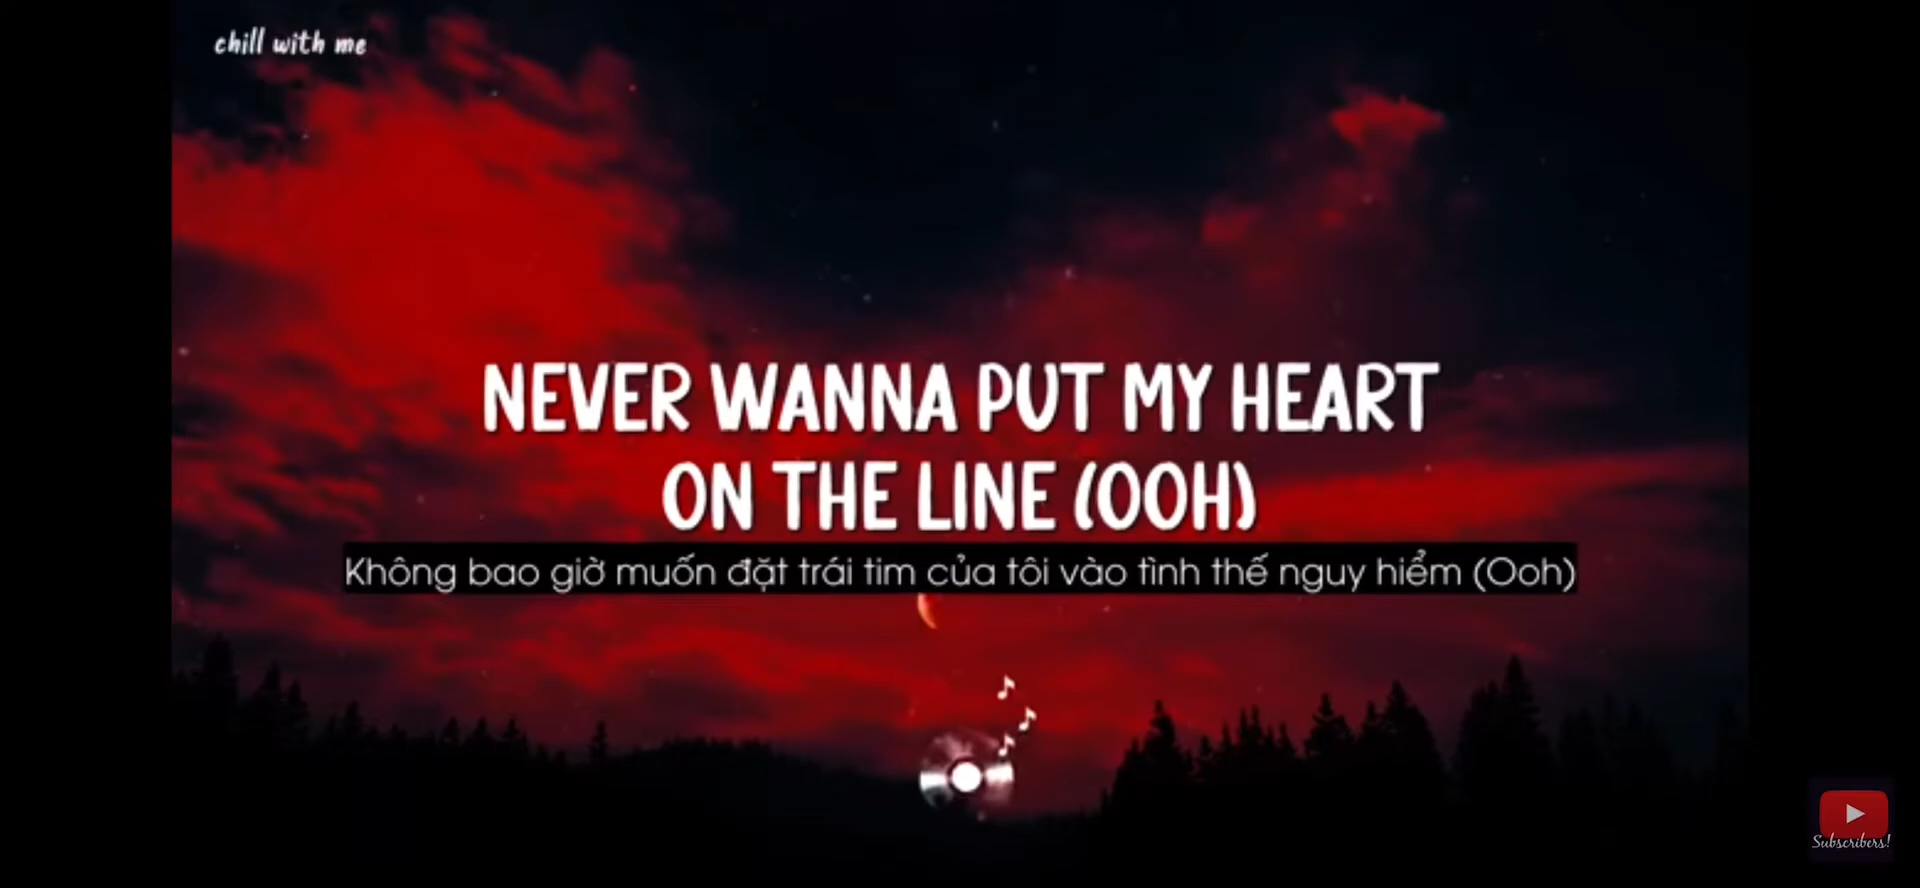 chill with me
NEVER WANNA PUT MY HEART
ON THE LINE (OOH)
Không bao giờ muốn đặt trái tim của tôi vào tình thế nguy hiểm (Ooh)
Subscribers!